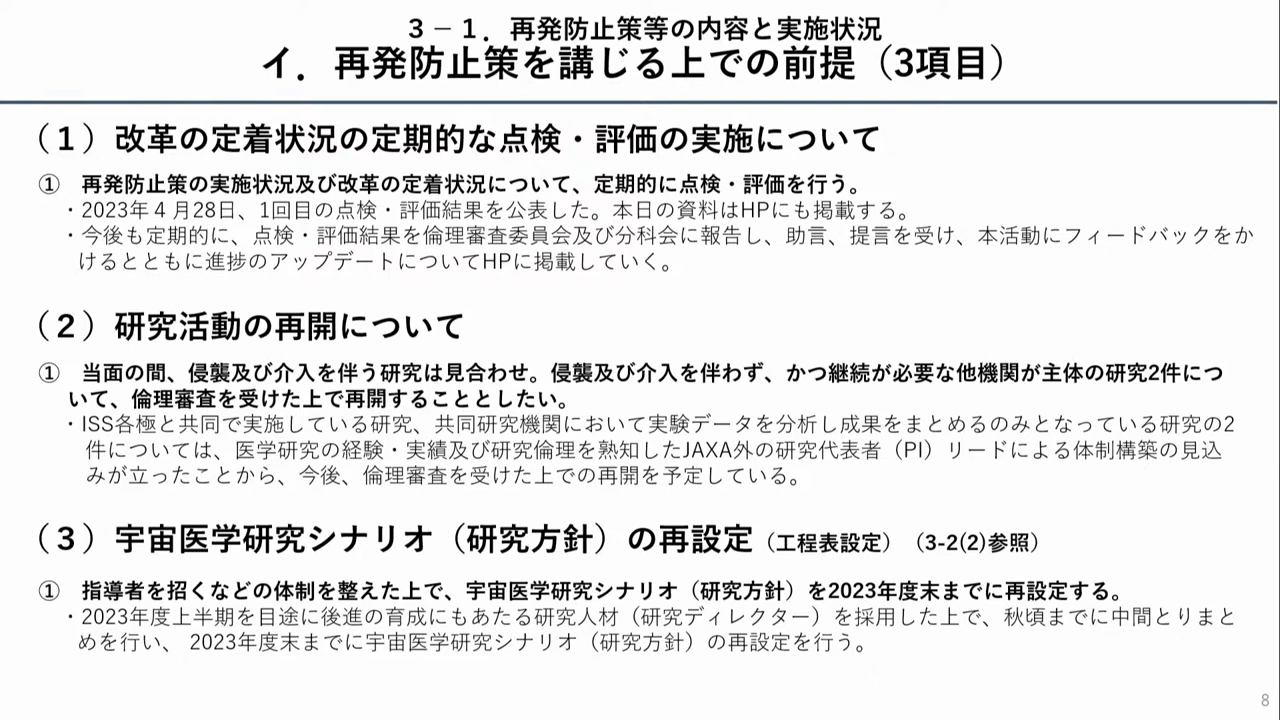 ３－１．再発防止策等の内容と実施状況
イ．再発防止策を講じる上での前提（3項目）
（１）改革の定着状況の定期的な点検・評価の実施について
①　再発防止策の実施状況及び改革の定着状況について、定期的に点検・評価を行う。
・2023年４月28日、1回目の点検・評価結果を公表した。本日の資料はHPにも掲載する。
・今後も定期的に、点検・評価結果を倫理審査委員会及び分科会に報告し、助言、提言を受け、本活動にフィードバックをか
けるとともに進捗のアップデートについてHPに掲載していく。
（２）研究活動の再開について
①　当面の間、侵襲及び介入を伴う研究は見合わせ。侵襲及び介入を伴わず、かつ継続が必要な他機関が主体の研究2件につ
いて、倫理審査を受けた上で再開することとしたい。
・ISS各極と共同で実施している研究、共同研究機関において実験データを分析し成果をまとめるのみとなっている研究の2
件については、医学研究の経験・実績及び研究倫理を熟知したJAXA外の研究代表者（PI）リードによる体制構築の見込
みが立ったことから、今後、倫理審査を受けた上での再開を予定している。
（３）宇宙医学研究シナリオ（研究方針）の再設定（工程表設定）（3-2(2)参照）
①　指導者を招くなどの体制を整えた上で、宇宙医学研究シナリオ（研究方針）を2023年度末までに再設定する。
・2023年度上半期を目途に後進の育成にもあたる研究人材（研究ディレクター）を採用した上で、秋頃までに中間とりまと
めを行い、 2023年度末までに宇宙医学研究シナリオ（研究方針）の再設定を行う。
8